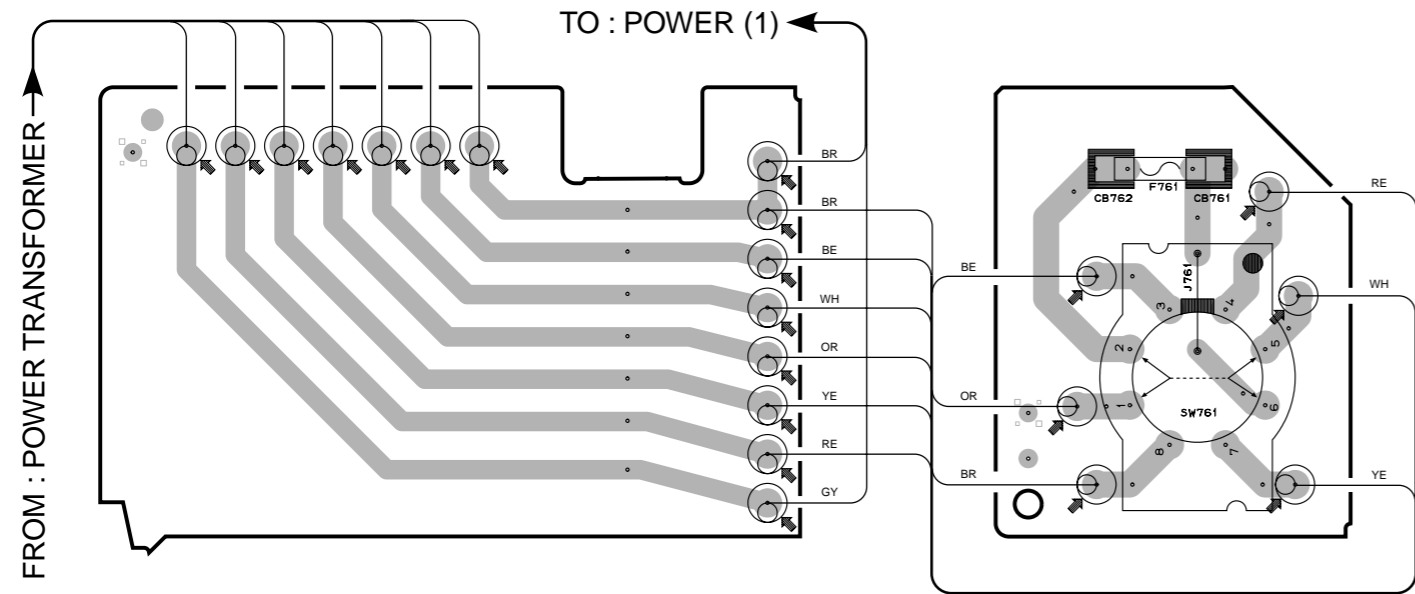 TO : POWER (1)
FROM : POWER TRANSFORMER
BR
BR
BE
WH
OR
YE
RE
GY
BE
OR
BR
F761
CB762
CB761
J761
3
4
2
5
1
6
SW761
8
7
RE
WH
YE